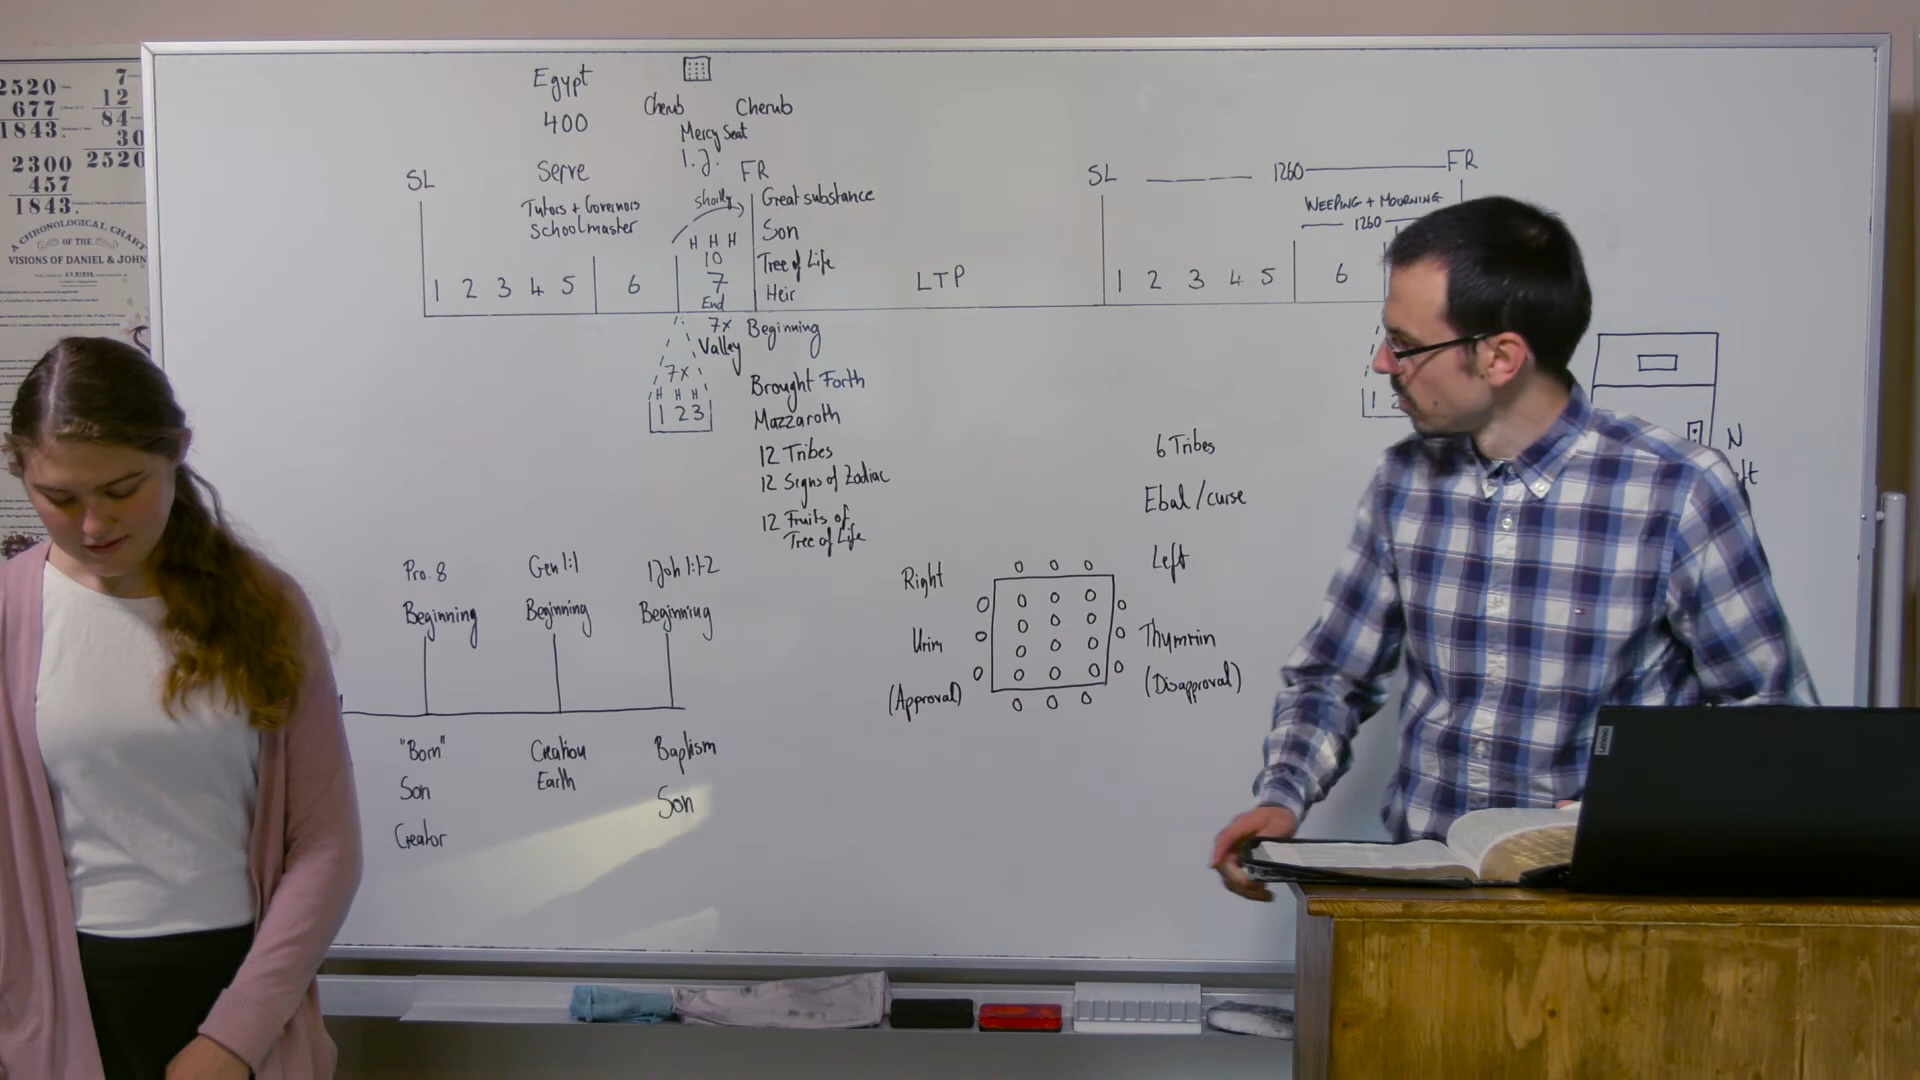 2520
677
1843.
2300
457
1843.
7
12
84
30
2520
A CHRONOLOGICAL CHART
OF THE
VISIONS OF DANIEL & JOHN
Egypt
400
Serve
Tutors + Governors
Schoolmaster
Cherub Cherub
Mercy Seat
I.J.
SL
FR
shortly
Great substance
Son
Tree of Life
Heir
H H H
10
7
End
1 2 3 4 5 6
7x
Valley
7x
H H H
1 2 3
Beginning
Brought Forth
Mazzaroth
12 Tribes
12 Signs of Zodiac
12 Fruits of
Tree of Life
LTP
SL 1260 FR
WEEPING + MOURNING
1260
1 2 3 4 5 6
1
N
6 Tribes
Ebal/curse
Left
Thymmin
(Disapproval)
Right
Urim
(Approval)
Pro. 8
Beginning
Gen 1:1
Beginning
1Joh 1:1-2
Beginning
"Born"
Son
Creator
Creation
Earth
Baptism
Son
Lenovo